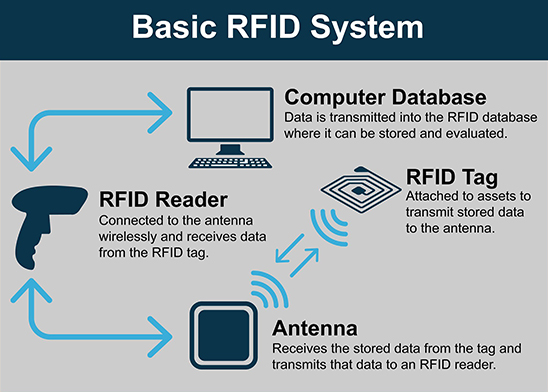 Basic RFID System
Computer Database
Data is transmitted into the RFID database
where it can be stored and evaluated.
RFID Tag
Attached to assets to
transmit stored data
to the antenna.
RFID Reader
Connected to the antenna
wirelessly and receives data
from the RFID tag.
Antenna
Receives the stored data from the tag and
transmits that data to an RFID reader.